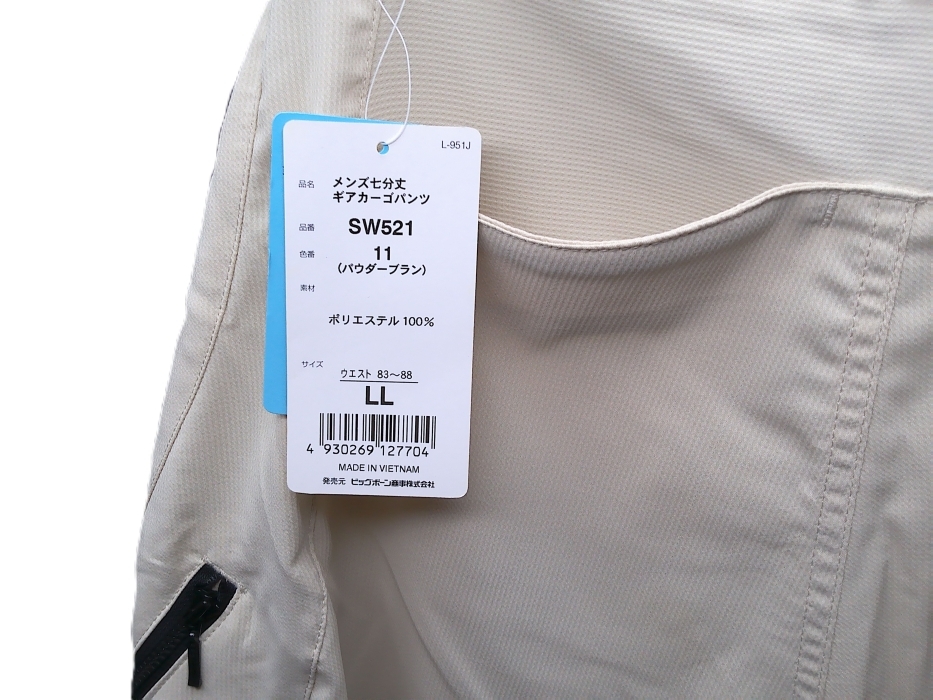 L-951J
品名 メンズ七分丈
ギアカーゴパンツ
品番 SW521
色番 11
(パウダーブラン)
素材
ポリエステル 100%
サイズ
ウエスト 83～88
LL
4 930269 127704
MADE IN VIETNAM
発売元 ビッグボーン商事株式会社